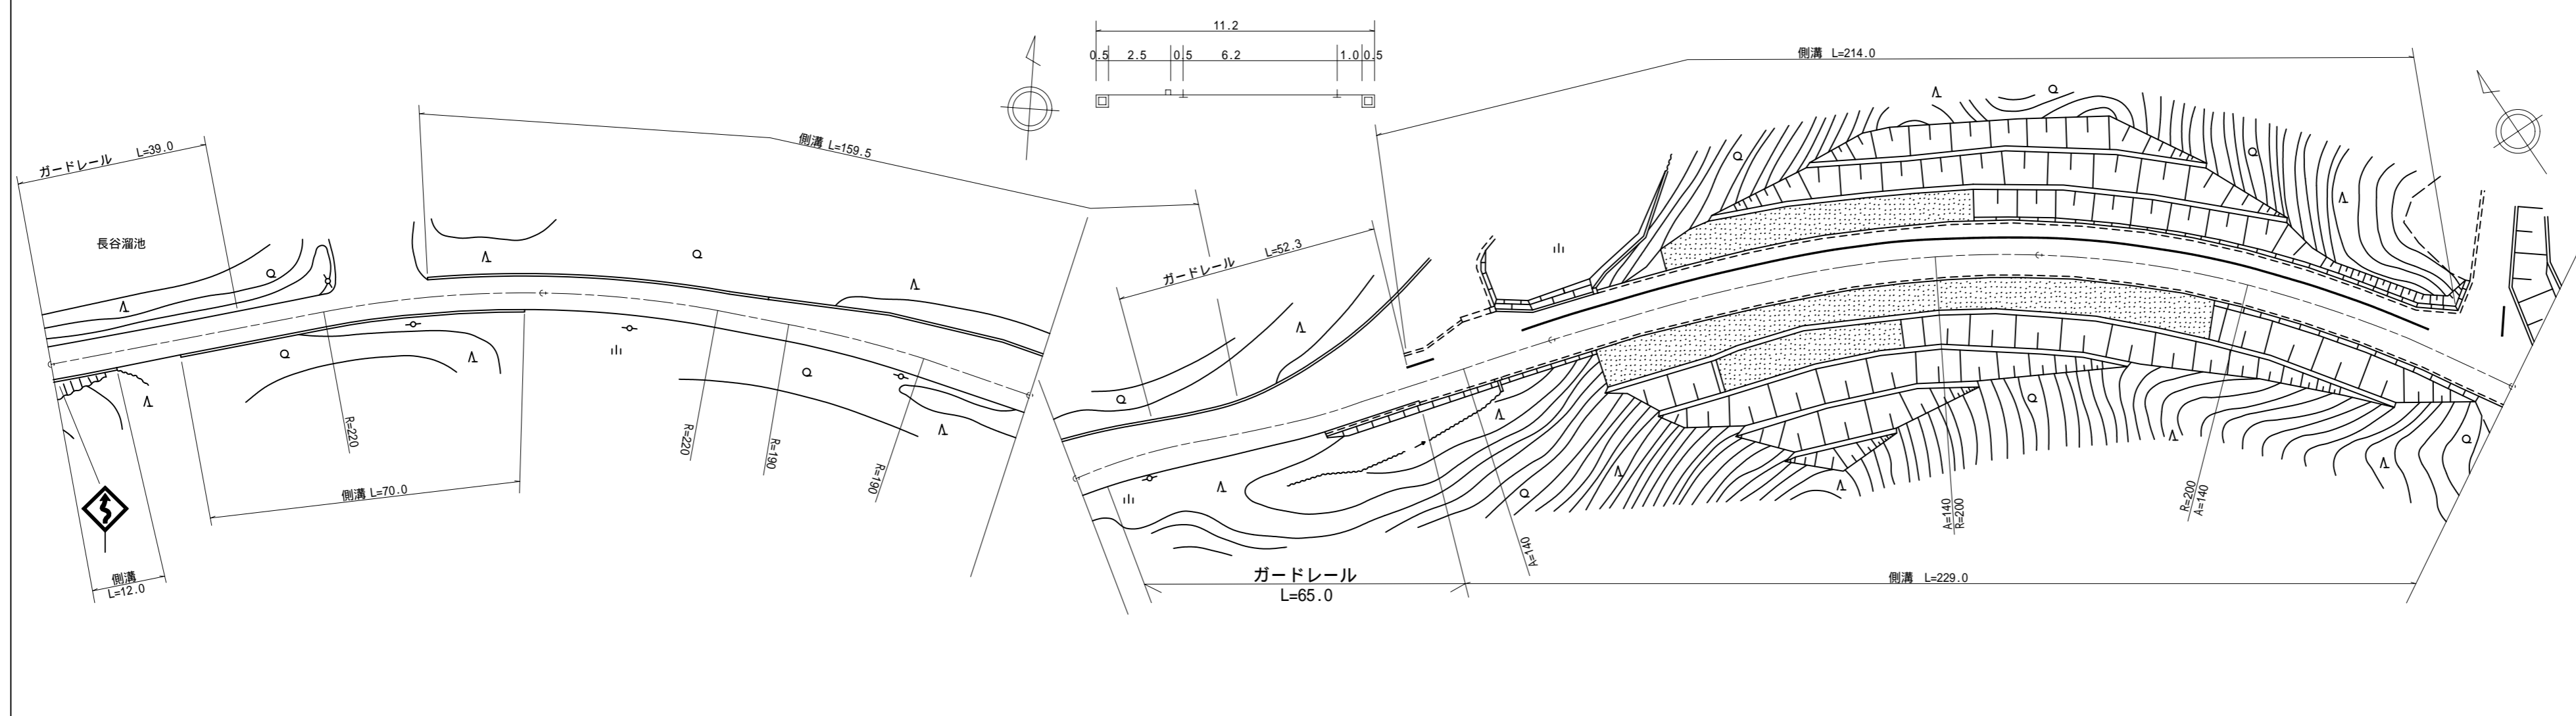 11.2
0.5 2.5 0.5 6.2 1.0 0.5
側溝 L=214.0
ガードレール L=39.0
側溝 L=159.5
長谷溜池
ガードレール L=52.3
R=220
R=220
R=190
R=190
側溝 L=70.0
側溝
L=12.0
A=140
A=140
R=200
R=200
A=140
ガードレール
L=65.0
側溝 L=229.0